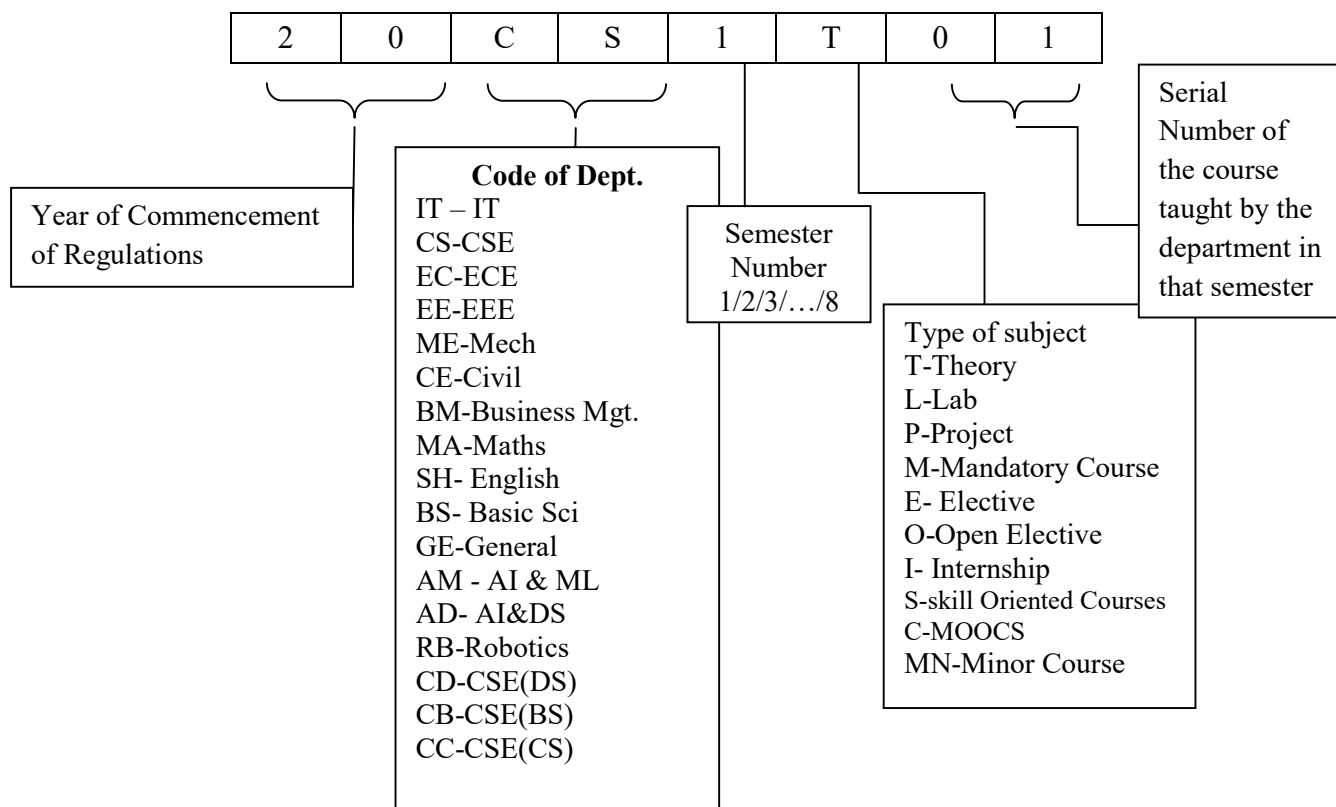 2 0 C S 1 T 0 1
Year of Commencement
of Regulations
Code of Dept.
IT – IT
CS-CSE
EC-ECE
EE-EEE
ME-Mech
CE-Civil
BM-Business Mgt.
MA-Maths
SH- English
BS- Basic Sci
GE-General
AM - AI & ML
AD- AI&DS
RB-Robotics
CD-CSE(DS)
CB-CSE(BS)
CC-CSE(CS)
Semester
Number
1/2/3/…/8
Type of subject
T-Theory
L-Lab
P-Project
M-Mandatory Course
E- Elective
O-Open Elective
I- Internship
S-skill Oriented Courses
C-MOOCS
MN-Minor Course
Serial
Number of
the course
taught by the
department in
that semester